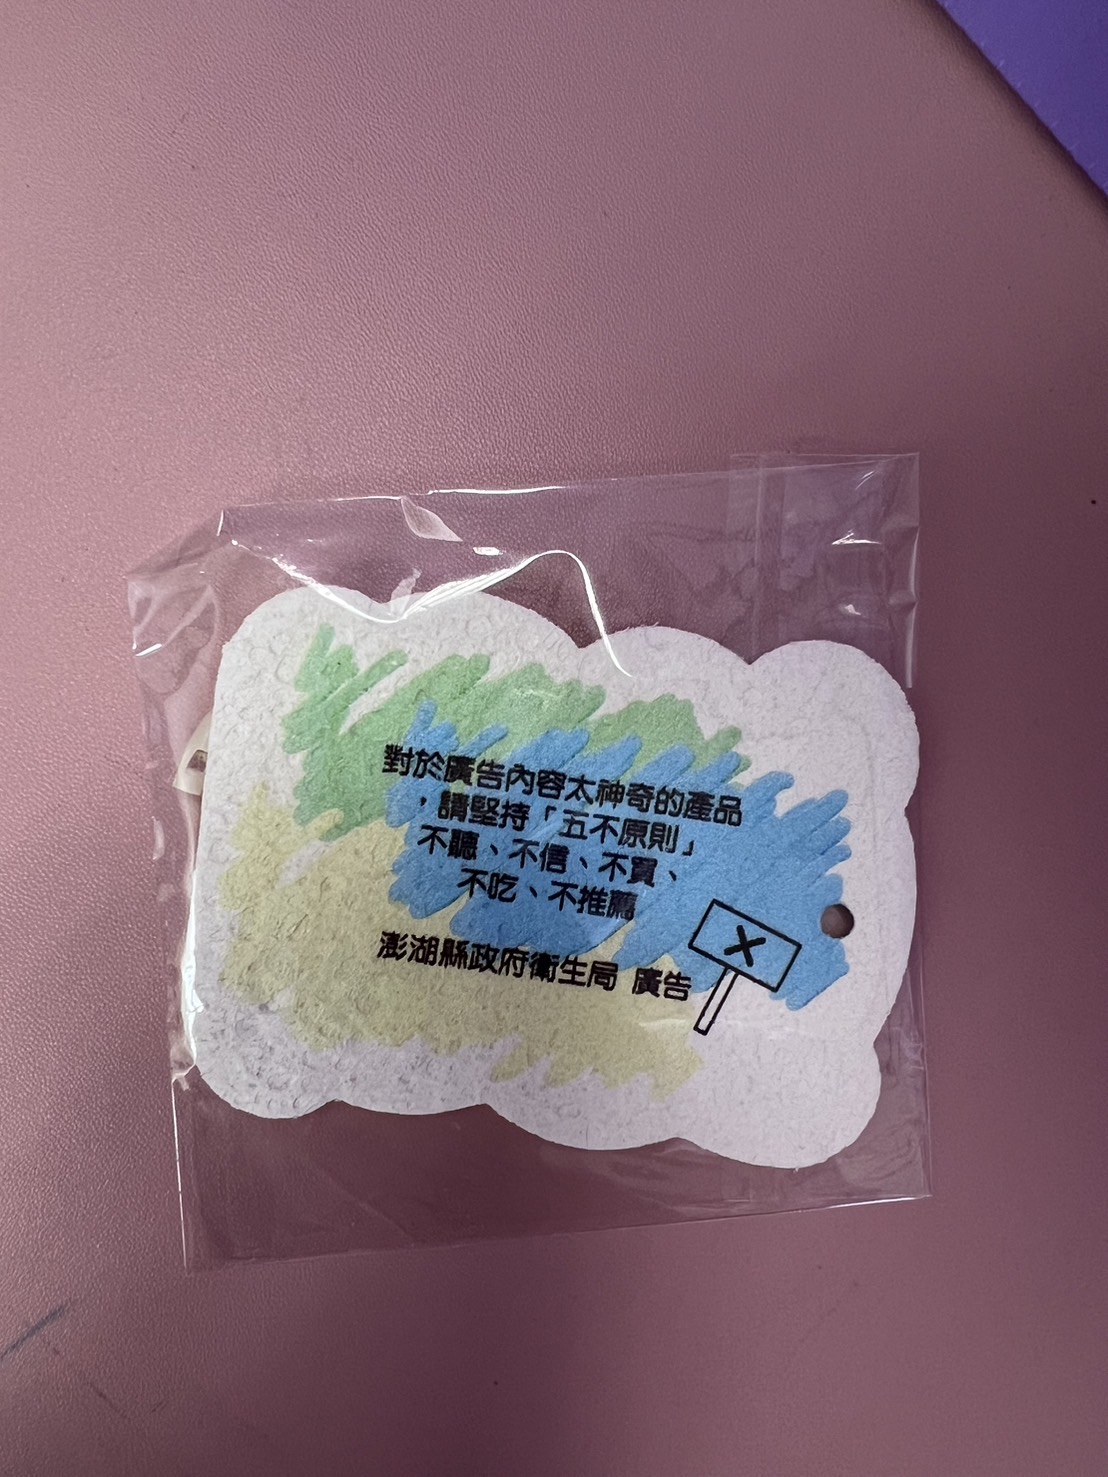 對於廣告內容太神奇的產品
，請堅持「五不原則」
不聽、不信、不買、
不吃、不推薦
澎湖縣政府衛生局 廣告
X